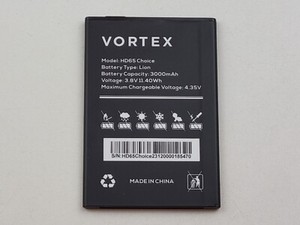 VORTEX
Model: HD65 Choice
Battery Type: Lion
Battery Capacity: 3000mAh
Voltage: 3.8V 11.40Wh
Maximum Chargeable Voltage: 4.35V
S/N:HD65Choice23120000185470
MADE IN CHINA